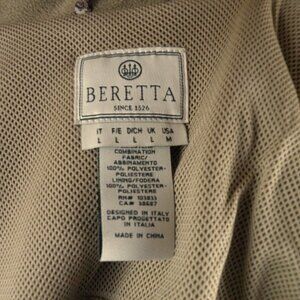 BERETTA
SINCE 1526
IT F/E D/CH UK USA
L L L L M
COMBINATION
FABRIC/
ABBINAMENTO
100% POLYESTER-
POLIESTERE
LINING/FODERA
100% POLYESTER-
POLIESTERE
RN# 103833
CA# 38627
DESIGNED IN ITALY
CAPO PROGETTATO
IN ITALIA
MADE IN CHINA